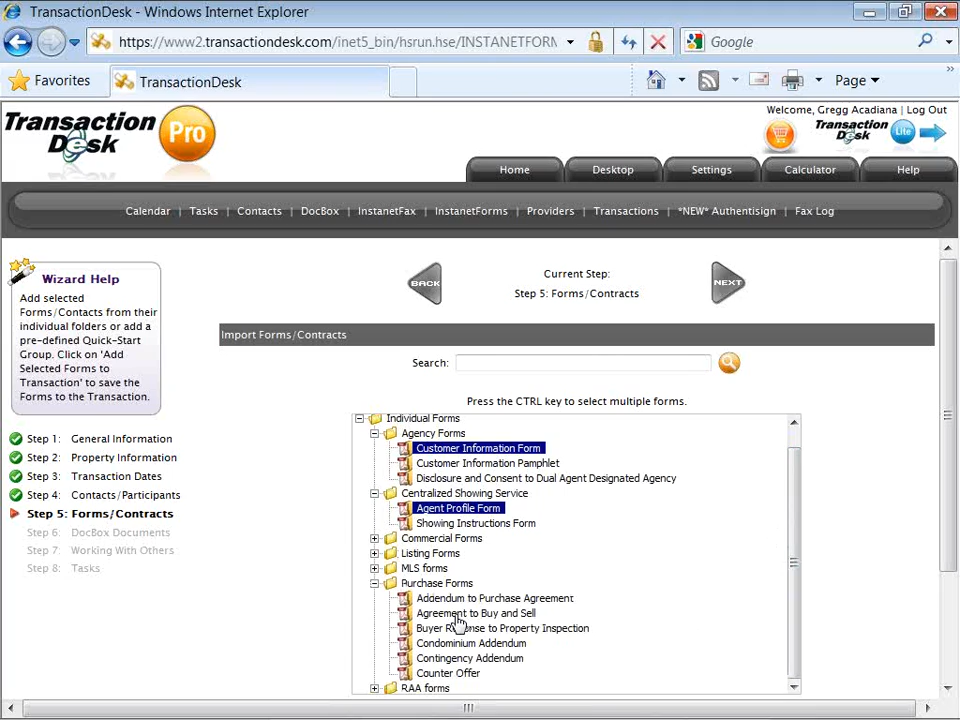 TransactionDesk - Windows Internet Explorer
https://www2.transactiondesk.com/inet5_bin/hsrun.hse/INSTANETFORM
Google
Favorites
TransactionDesk
Page
Transaction Desk
Pro
Welcome, Gregg Acadiana | Log Out
Transaction Desk Lite
Home
Desktop
Settings
Calculator
Help
Calendar | Tasks | Contacts | DocBox | InstanetFax | InstanetForms | Providers | Transactions | *NEW* Authentisign | Fax Log
Wizard Help
Add selected
Forms/Contacts from their
individual folders or add a
pre-defined Quick-Start
Group. Click on 'Add
Selected Forms to
Transaction' to save the
Forms to the Transaction.
Step 1: General Information
Step 2: Property Information
Step 3: Transaction Dates
Step 4: Contacts/Participants
Step 5: Forms/Contracts
Step 6: DocBox Documents
Step 7: Working With Others
Step 8: Tasks
BACK
Current Step:
Step 5: Forms/Contracts
NEXT
Import Forms/Contracts
Search:
Press the CTRL key to select multiple forms.
Individual Forms
Agency Forms
Customer Information Form
Customer Information Pamphlet
Disclosure and Consent to Dual Agent Designated Agency
Centralized Showing Service
Agent Profile Form
Showing Instructions Form
Commercial Forms
Listing Forms
MLS forms
Purchase Forms
Addendum to Purchase Agreement
Agreement to Buy and Sell
Buyer Response to Property Inspection
Condominium Addendum
Contingency Addendum
Counter Offer
RAA forms